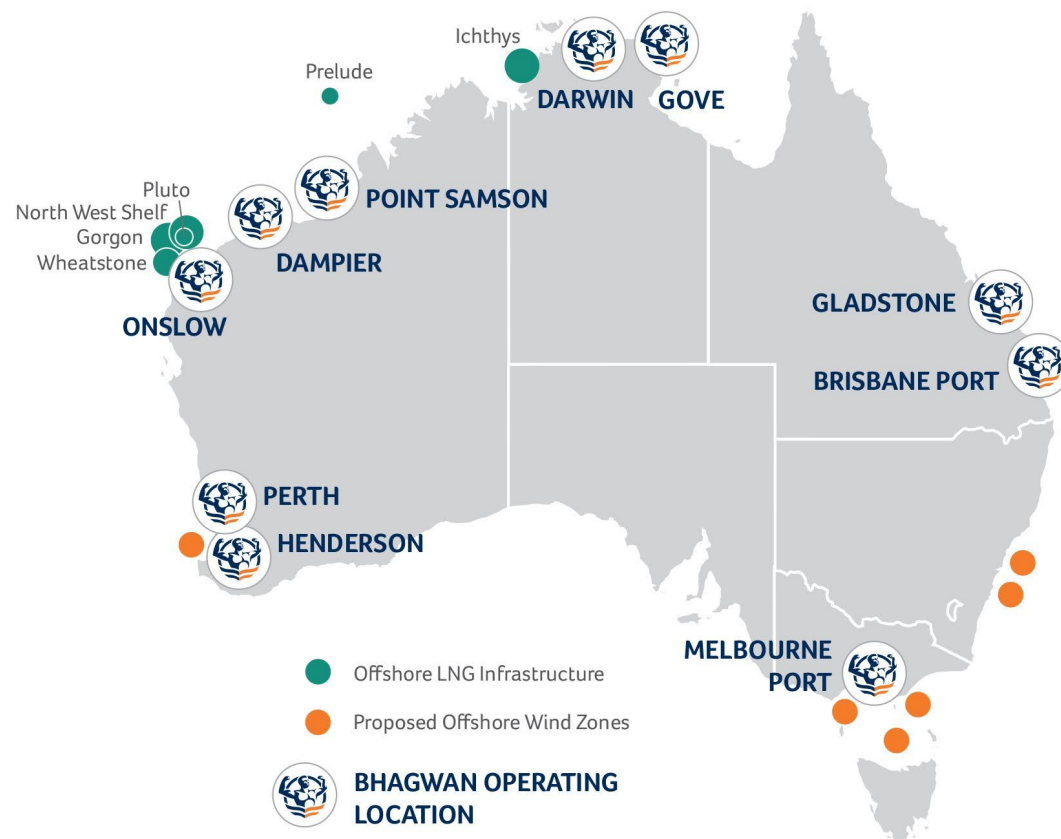 Ichthys
Prelude
DARWIN
GOVE
Pluto
North West Shelf
Gorgon
Wheatstone
POINT SAMSON
DAMPIER
ONSLOW
GLADSTONE
BRISBANE PORT
PERTH
HENDERSON
MELBOURNE
PORT
Offshore LNG Infrastructure
Proposed Offshore Wind Zones
BHAGWAN OPERATING
LOCATION